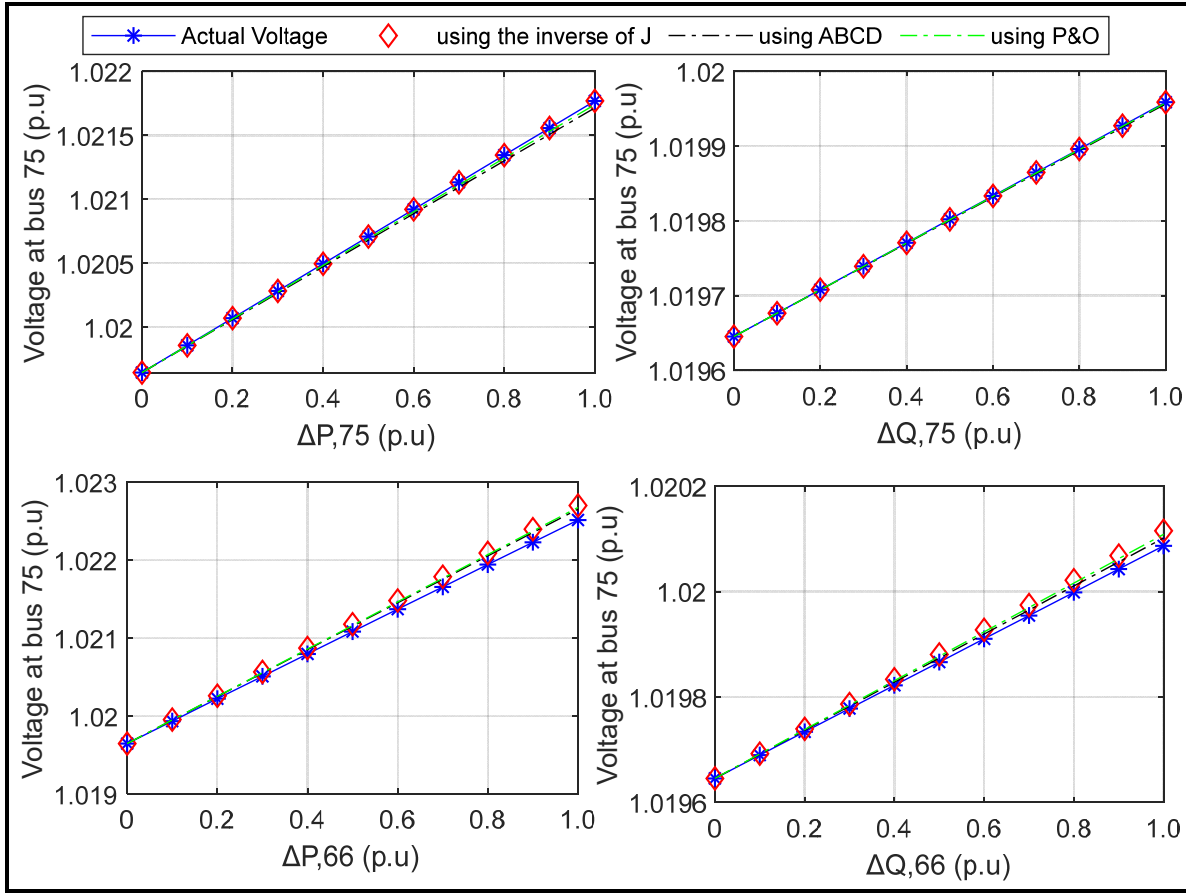 Actual Voltage using the inverse of J using ABCD using P&O
Voltage at bus 75 (p.u)
1.022
1.0215
1.021
1.0205
1.02
0 0.2 0.4 0.6 0.8 1.0
ΔP,75 (p.u)
Voltage at bus 75 (p.u)
1.02
1.0199
1.0198
1.0197
1.0196
0 0.2 0.4 0.6 0.8 1.0
ΔQ,75 (p.u)
Voltage at bus 75 (p.u)
1.023
1.022
1.021
1.02
1.019
0 0.2 0.4 0.6 0.8 1.0
ΔP,66 (p.u)
Voltage at bus 75 (p.u)
1.0202
1.02
1.0198
1.0196
0 0.2 0.4 0.6 0.8 1.0
ΔQ,66 (p.u)